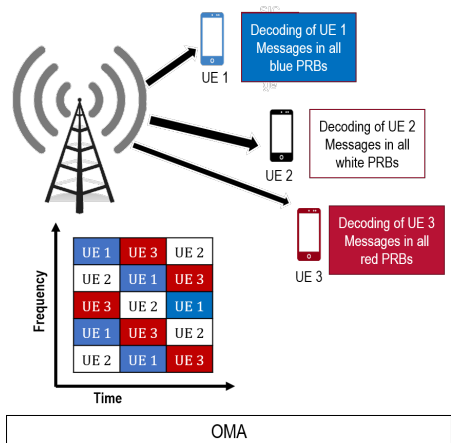 Decoding of UE 1
Messages in all
blue PRBs
UE 1
Decoding of UE 2
Messages in all
white PRBs
UE 2
Decoding of UE 3
Messages in all
red PRBs
UE 3
Frequency
UE 1 UE 3 UE 2
UE 2 UE 1 UE 3
UE 3 UE 2 UE 1
UE 1 UE 3 UE 2
UE 2 UE 1 UE 3
Time
OMA